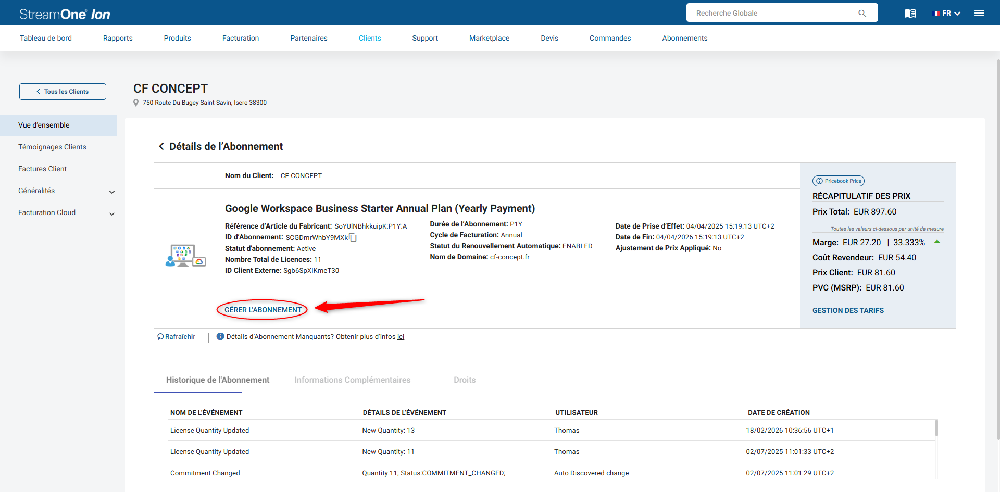 StreamOne® Ion
Recherche Globale
FR
Tableau de bord
Rapports
Produits
Facturation
Partenaires
Clients
Support
Marketplace
Devis
Commandes
Abonnements
Tous les Clients
CF CONCEPT
750 Route Du Bugey Saint-Savin, Isere 38300
Vue d’ensemble
Témoignages Clients
Factures Client
Généralités
Facturation Cloud
Détails de l’Abonnement
Nom du Client: CF CONCEPT
Google Workspace Business Starter Annual Plan (Yearly Payment)
Référence d’Article du Fabricant: SoYUlNBhkkuipK:P1Y:A
ID d’Abonnement: SCGDmrWhbY9MXk
Statut d'abonnement: Active
Nombre Total de Licences: 11
ID Client Externe: Sgb6SpXlKmeT30
Durée de l’Abonnement: P1Y
Cycle de Facturation: Annual
Statut du Renouvellement Automatique: ENABLED
Nom de Domaine: cf-concept.fr
Date de Prise d’Effet: 04/04/2025 15:19:13 UTC+2
Date de Fin: 04/04/2026 15:19:13 UTC+2
Ajustement de Prix Appliqué: No
GÉRER L’ABONNEMENT
Pricebook Price
RÉCAPITULATIF DES PRIX
Prix Total: EUR 897.60
Toutes les valeurs ci-dessous par unité de mesure
Marge: EUR 27.20 | 33.333%
Coût Revendeur: EUR 54.40
Prix Client: EUR 81.60
PVC (MSRP): EUR 81.60
GESTION DES TARIFS
Rafraîchir
Détails d’Abonnement Manquants? Obtenir plus d’infos ici
Historique de l'Abonnement
Informations Complémentaires
Droits
NOM DE L’ÉVÉNEMENT DÉTAILS DE L’ÉVÉNEMENT UTILISATEUR DATE DE CRÉATION
License Quantity Updated New Quantity: 13 Thomas 18/02/2026 10:36:56 UTC+1
License Quantity Updated New Quantity: 11 Thomas 02/07/2025 11:01:33 UTC+2
Commitment Changed Quantity:11; Status:COMMITMENT_CHANGED; Auto Discovered change 02/07/2025 11:01:29 UTC+2